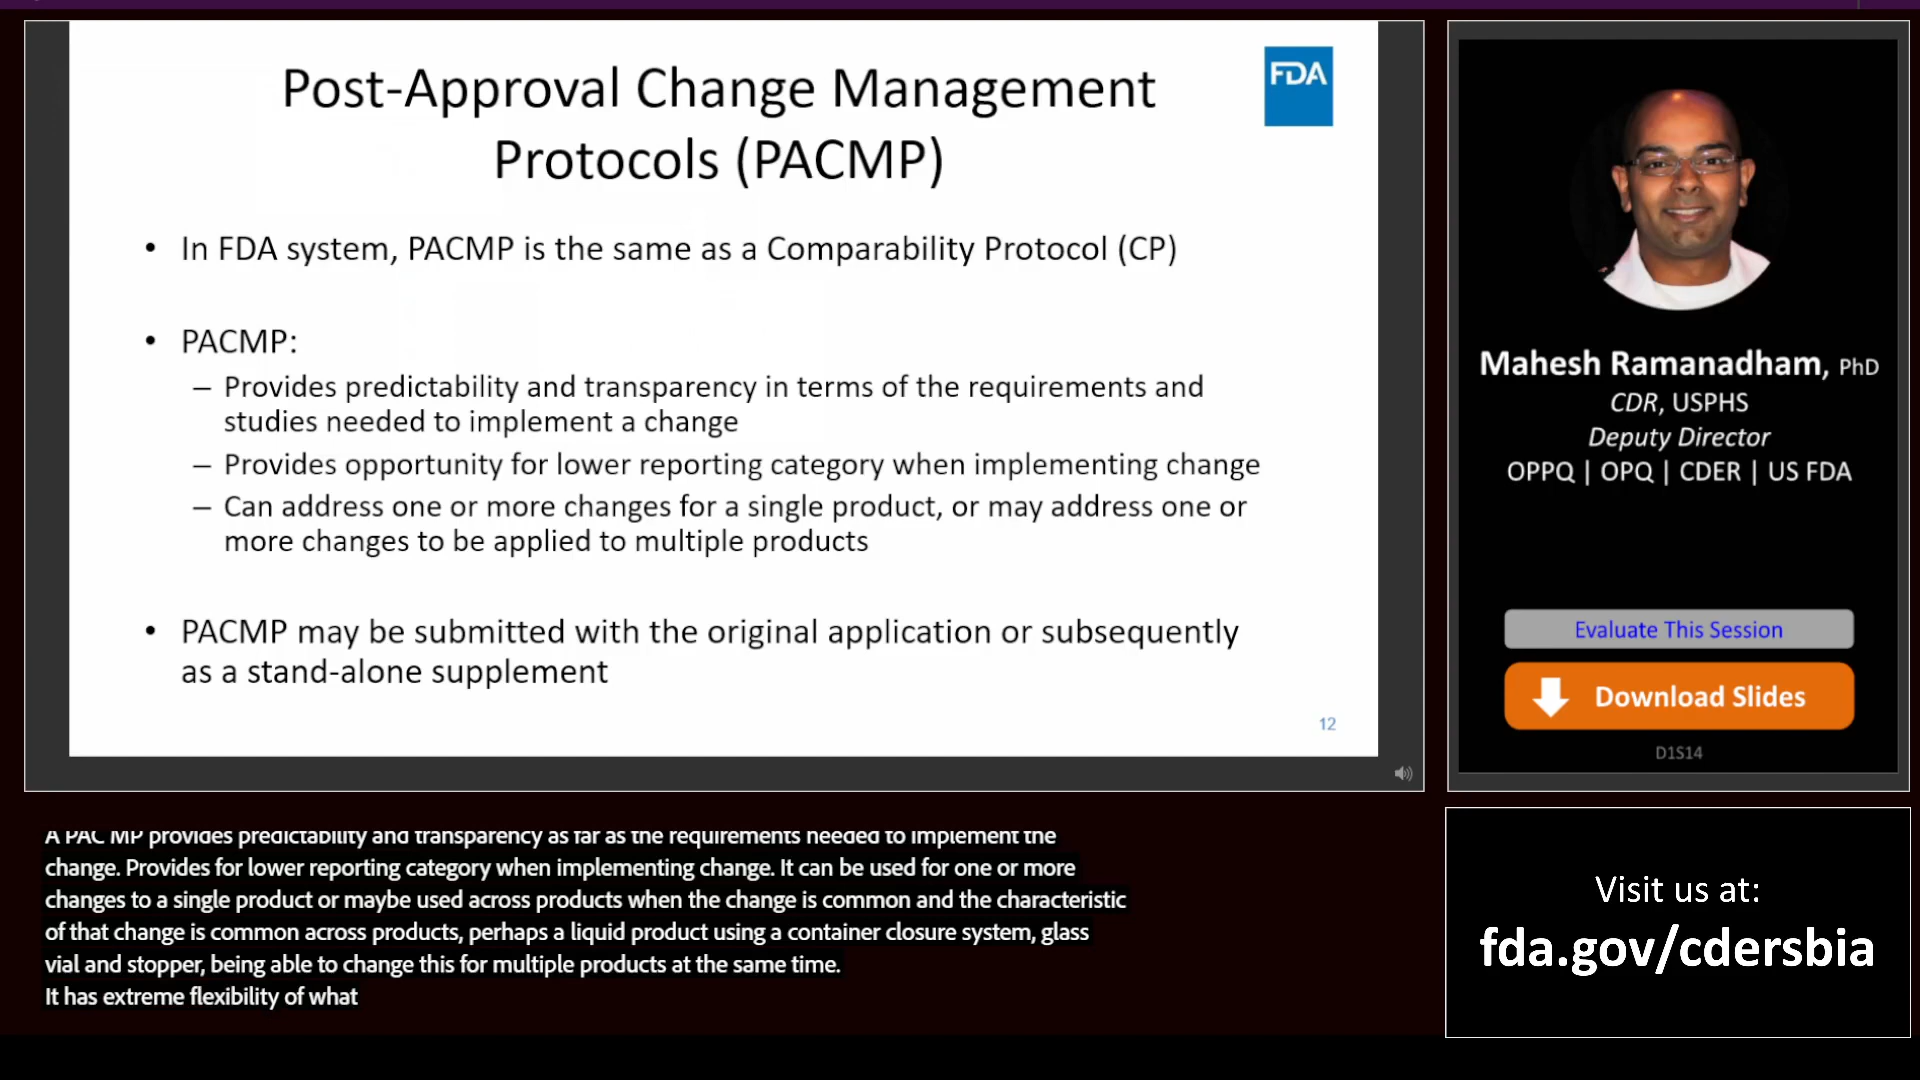 Post-Approval Change Management
Protocols (PACMP)
FDA
• In FDA system, PACMP is the same as a Comparability Protocol (CP)
• PACMP:
– Provides predictability and transparency in terms of the requirements and
studies needed to implement a change
– Provides opportunity for lower reporting category when implementing change
– Can address one or more changes for a single product, or may address one or
more changes to be applied to multiple products
• PACMP may be submitted with the original application or subsequently
as a stand-alone supplement
12
Mahesh Ramanadham, PhD
CDR, USPHS
Deputy Director
OPPQ | OPQ | CDER | US FDA
Evaluate This Session
Download Slides
D1S14
A PAC MP provides predictability and transparency as far as the requirements needed to implement the
change. Provides for lower reporting category when implementing change. It can be used for one or more
changes to a single product or maybe used across products when the change is common and the characteristic
of that change is common across products, perhaps a liquid product using a container closure system, glass
vial and stopper, being able to change this for multiple products at the same time.
It has extreme flexibility of what
Visit us at:
fda.gov/cdersbia